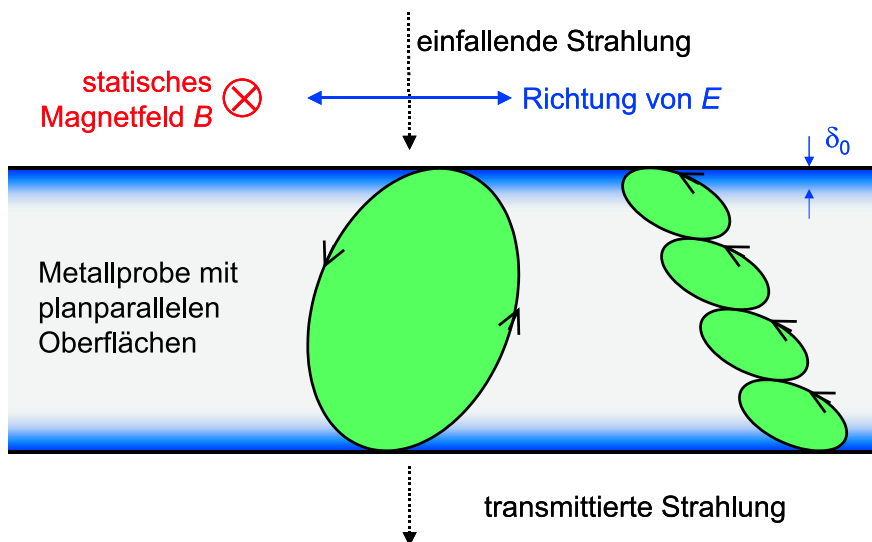 einfallende Strahlung
statisches
Magnetfeld B
Richtung von E
δ0
Metallprobe mit
planparallelen
Oberflächen
transmittierte Strahlung